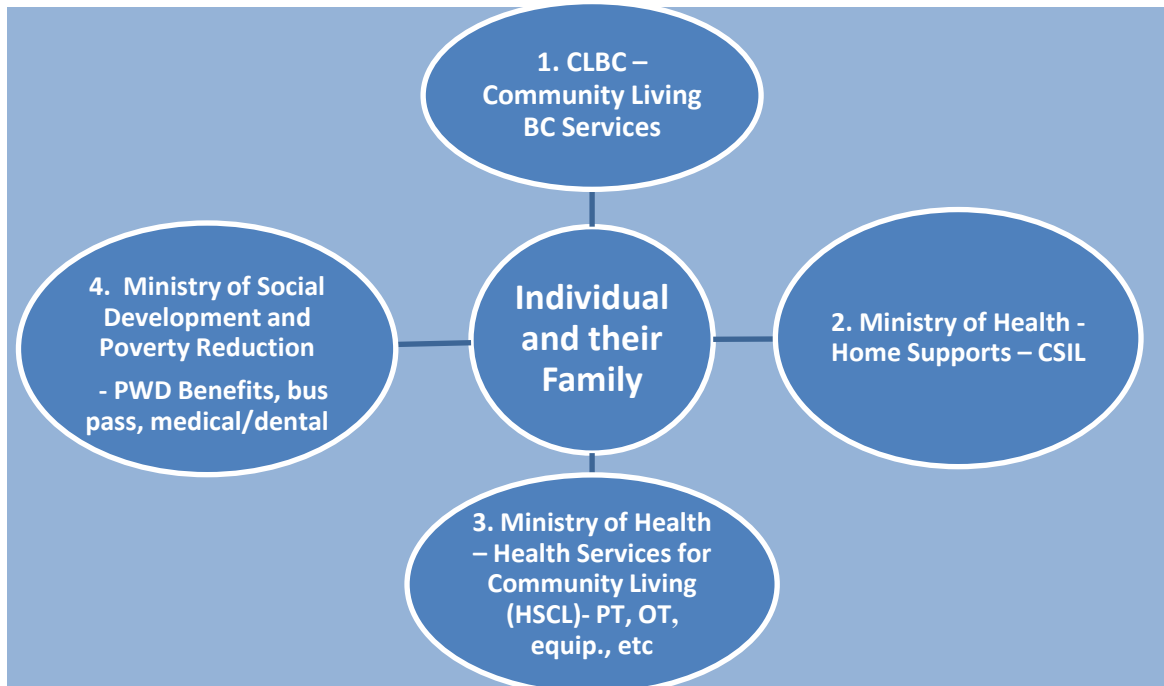 1. CLBC –
Community Living
BC Services
Individual
and their
Family
2. Ministry of Health -
Home Supports – CSIL
3. Ministry of Health
– Health Services for
Community Living
(HSCL)- PT, OT,
equip., etc
4. Ministry of Social
Development and
Poverty Reduction
- PWD Benefits, bus
pass, medical/dental